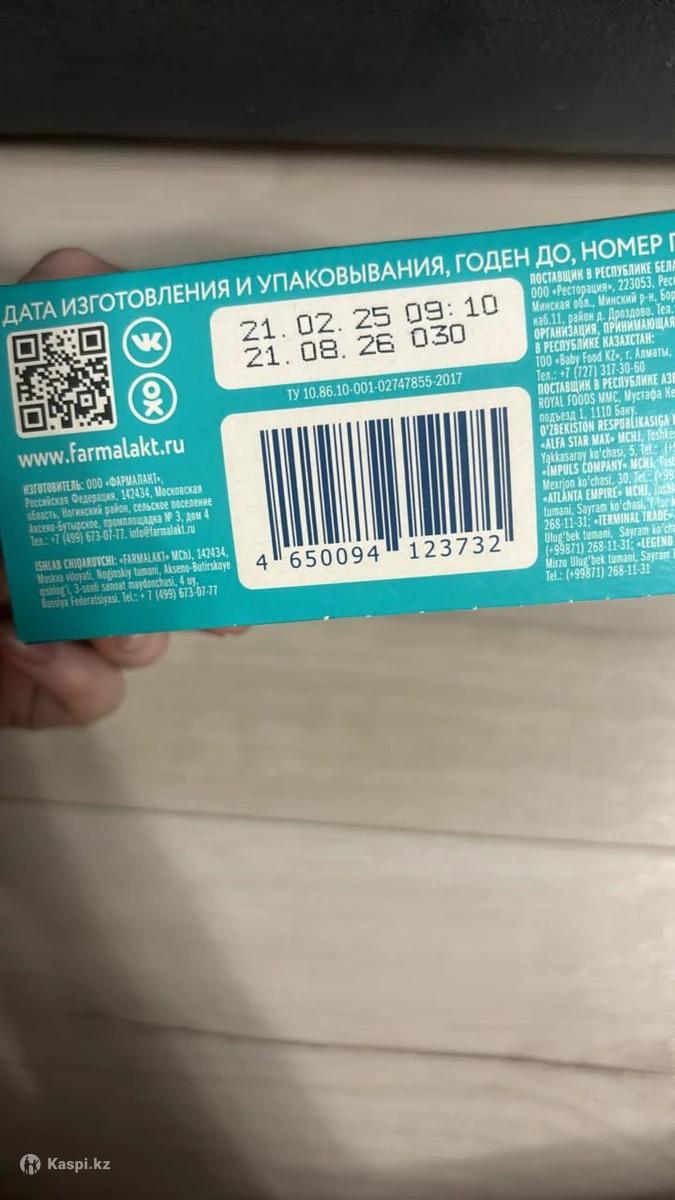 ДАТА ИЗГОТОВЛЕНИЯ И УПАКОВЫВАНИЯ, ГОДЕН ДО, НОМЕР
21. 02. 25 09: 10
21. 08. 26 030
ТУ 10.86.10-001-02747855-2017
www.farmalakt.ru
ИЗГОТОВИТЕЛЬ: ООО «ФАРМАЛАКТ»,
Российская Федерация, 142434, Московская
область, Ногинский район, сельское поселение
Аксено-Бутырское, промплощадка № 3, дом 4
Тел.: +7 (499) 673-07-77. info@farmalakt.ru
ISHLAB CHIQARUVCHI: «FARMALAKT» MChJ, 142434,
Moskva viloyati, Noginskiy tumani, Akseno-Butirskoye
qishlog'i, 3-sonli sanoat maydonchasi, 4 uy,
Rossiya Federatsiyasi. Tel.: + 7 (499) 673-07-77
4 650094 123732
ПОСТАВЩИК В РЕСПУБЛИКЕ
ООО «Ресторация», 223053,
Минская обл., Минский р-н,
каб.11, район д. Дроздово. Тел.
ОРГАНИЗАЦИЯ, ПРИНИМАЮЩАЯ
В РЕСПУБЛИКЕ КАЗАХСТАН:
ТОО «Baby Food KZ», г. Алматы,
Тел.: +7 (727) 317-30-60
ПОСТАВЩИК В РЕСПУБЛИКЕ
ROYAL FOODS MMC, Мустафа
подъезд 1, 1110 Баку.
O'ZBEKISTON RESPUBLIKASIGA
«ALFA STAR MAX» MCHJ,
Yakkasaroy ko'chasi, 5. Tel.:
«IMPULS COMPANY» MCHJ,
Mexrjon ko'chasi, 30. Tel.:
«ATLANTA EMPIRE» MCHJ,
tumani, Sayram ko'chasi,
268-11-31; «TERMINAL TRADE»
Ulug'bek tumani, Sayram
(+99871) 268-11-31; «LEGEND
Mirzo Ulug'bek tumani, Sayram
Tel.: (+99871) 268-11-31
Kaspi.kz